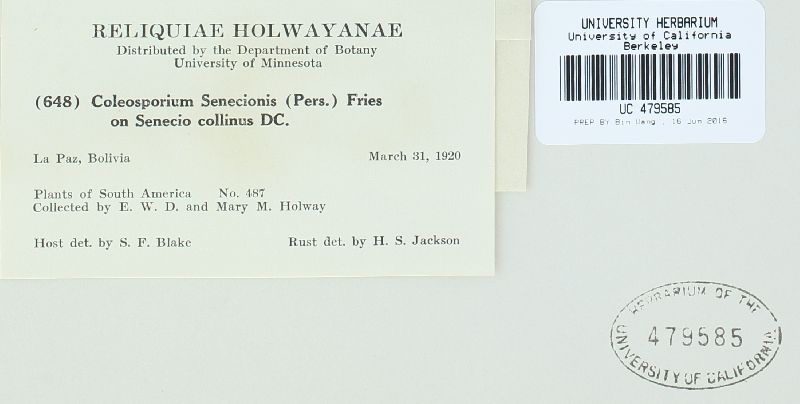 RELIQUIAE HOLWAYANAE
Distributed by the Department of Botany
University of Minnesota
(648) Coleosporium Senecionis (Pers.) Fries
on Senecio collinus DC.
La Paz, Bolivia March 31, 1920
Plants of South America No. 487
Collected by E. W. D. and Mary M. Holway
Host det. by S. F. Blake Rust det. by H. S. Jackson
UNIVERSITY HERBARIUM
University of California
Berkeley
UC 479585
PREP BY Bin Wang , 16 Jun 2016
HERBARIUM OF THE
479585
UNIVERSITY OF CALIFORNIA